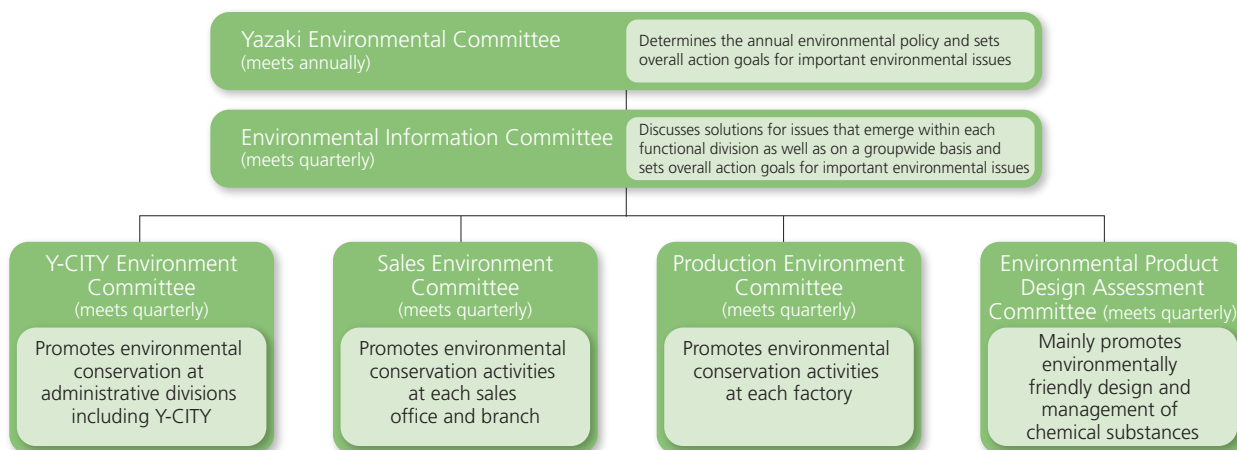 Yazaki Environmental Committee
(meets annually)
Determines the annual environmental policy and sets
overall action goals for important environmental issues
Environmental Information Committee
(meets quarterly)
Discusses solutions for issues that emerge within each
functional division as well as on a groupwide basis and
sets overall action goals for important environmental issues
Y-CITY Environment
Committee
(meets quarterly)
Promotes environmental
conservation at
administrative divisions
including Y-CITY
Sales Environment
Committee
(meets quarterly)
Promotes environmental
conservation activities
at each sales
office and branch
Production Environment
Committee
(meets quarterly)
Promotes environmental
conservation activities
at each factory
Environmental Product
Design Assessment
Committee (meets quarterly)
Mainly promotes
environmentally
friendly design and
management of
chemical substances